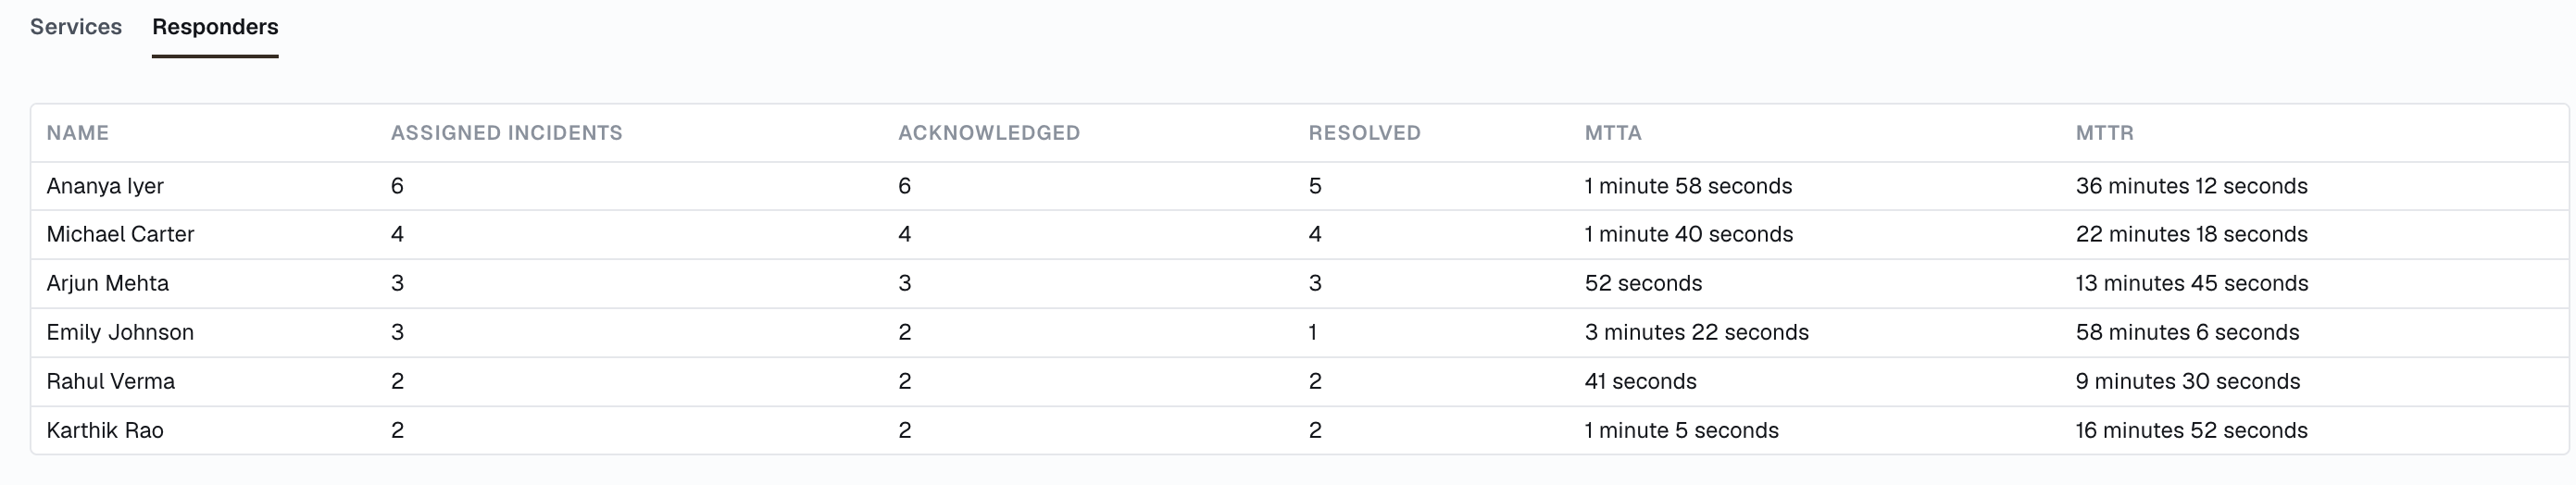 Services Responders
NAME ASSIGNED INCIDENTS ACKNOWLEDGED RESOLVED MTTA MTTR
Ananya Iyer 6 6 5 1 minute 58 seconds 36 minutes 12 seconds
Michael Carter 4 4 4 1 minute 40 seconds 22 minutes 18 seconds
Arjun Mehta 3 3 3 52 seconds 13 minutes 45 seconds
Emily Johnson 3 2 1 3 minutes 22 seconds 58 minutes 6 seconds
Rahul Verma 2 2 2 41 seconds 9 minutes 30 seconds
Karthik Rao 2 2 2 1 minute 5 seconds 16 minutes 52 seconds